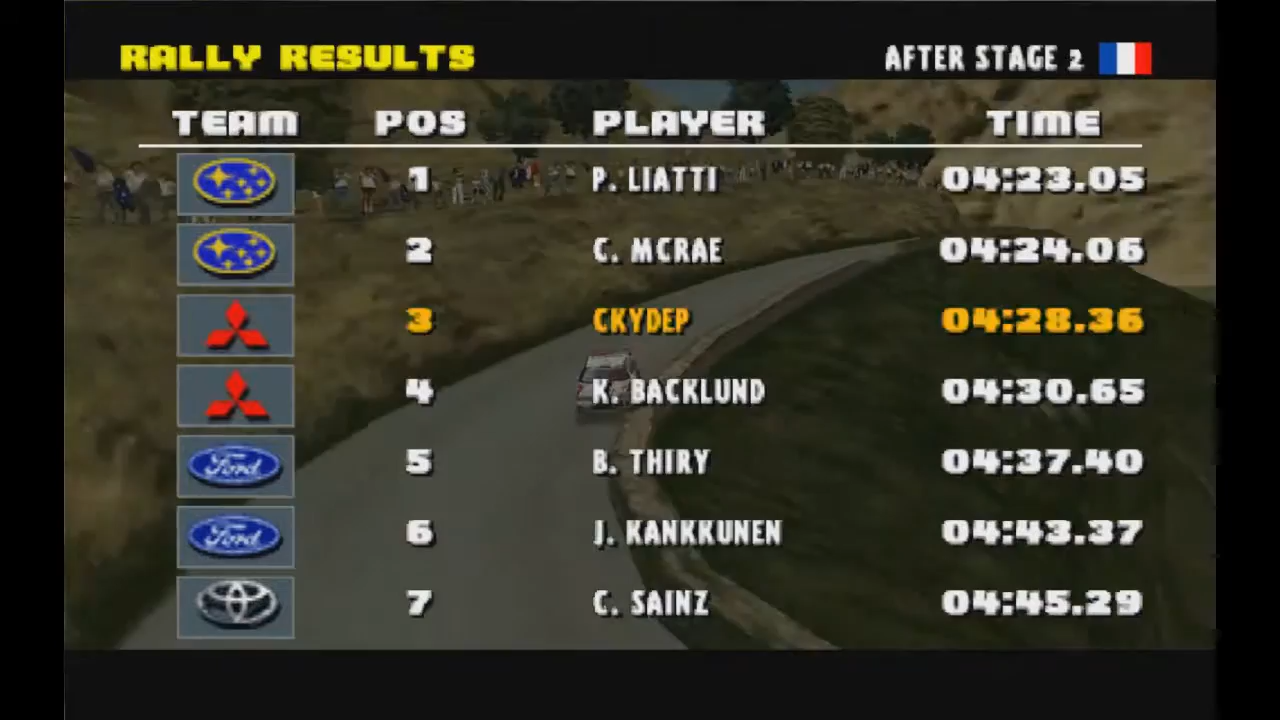 RALLY RESULTS AFTER STAGE 2
TEAM POS PLAYER TIME
1 P. LIATTI 04:23.05
2 C. MCRAE 04:24.06
3 CKYDEP 04:28.36
4 K. BACKLUND 04:30.65
Ford 5 B. THIRY 04:37.40
Ford 6 J. KANKKUNEN 04:43.37
7 C. SAINZ 04:45.29